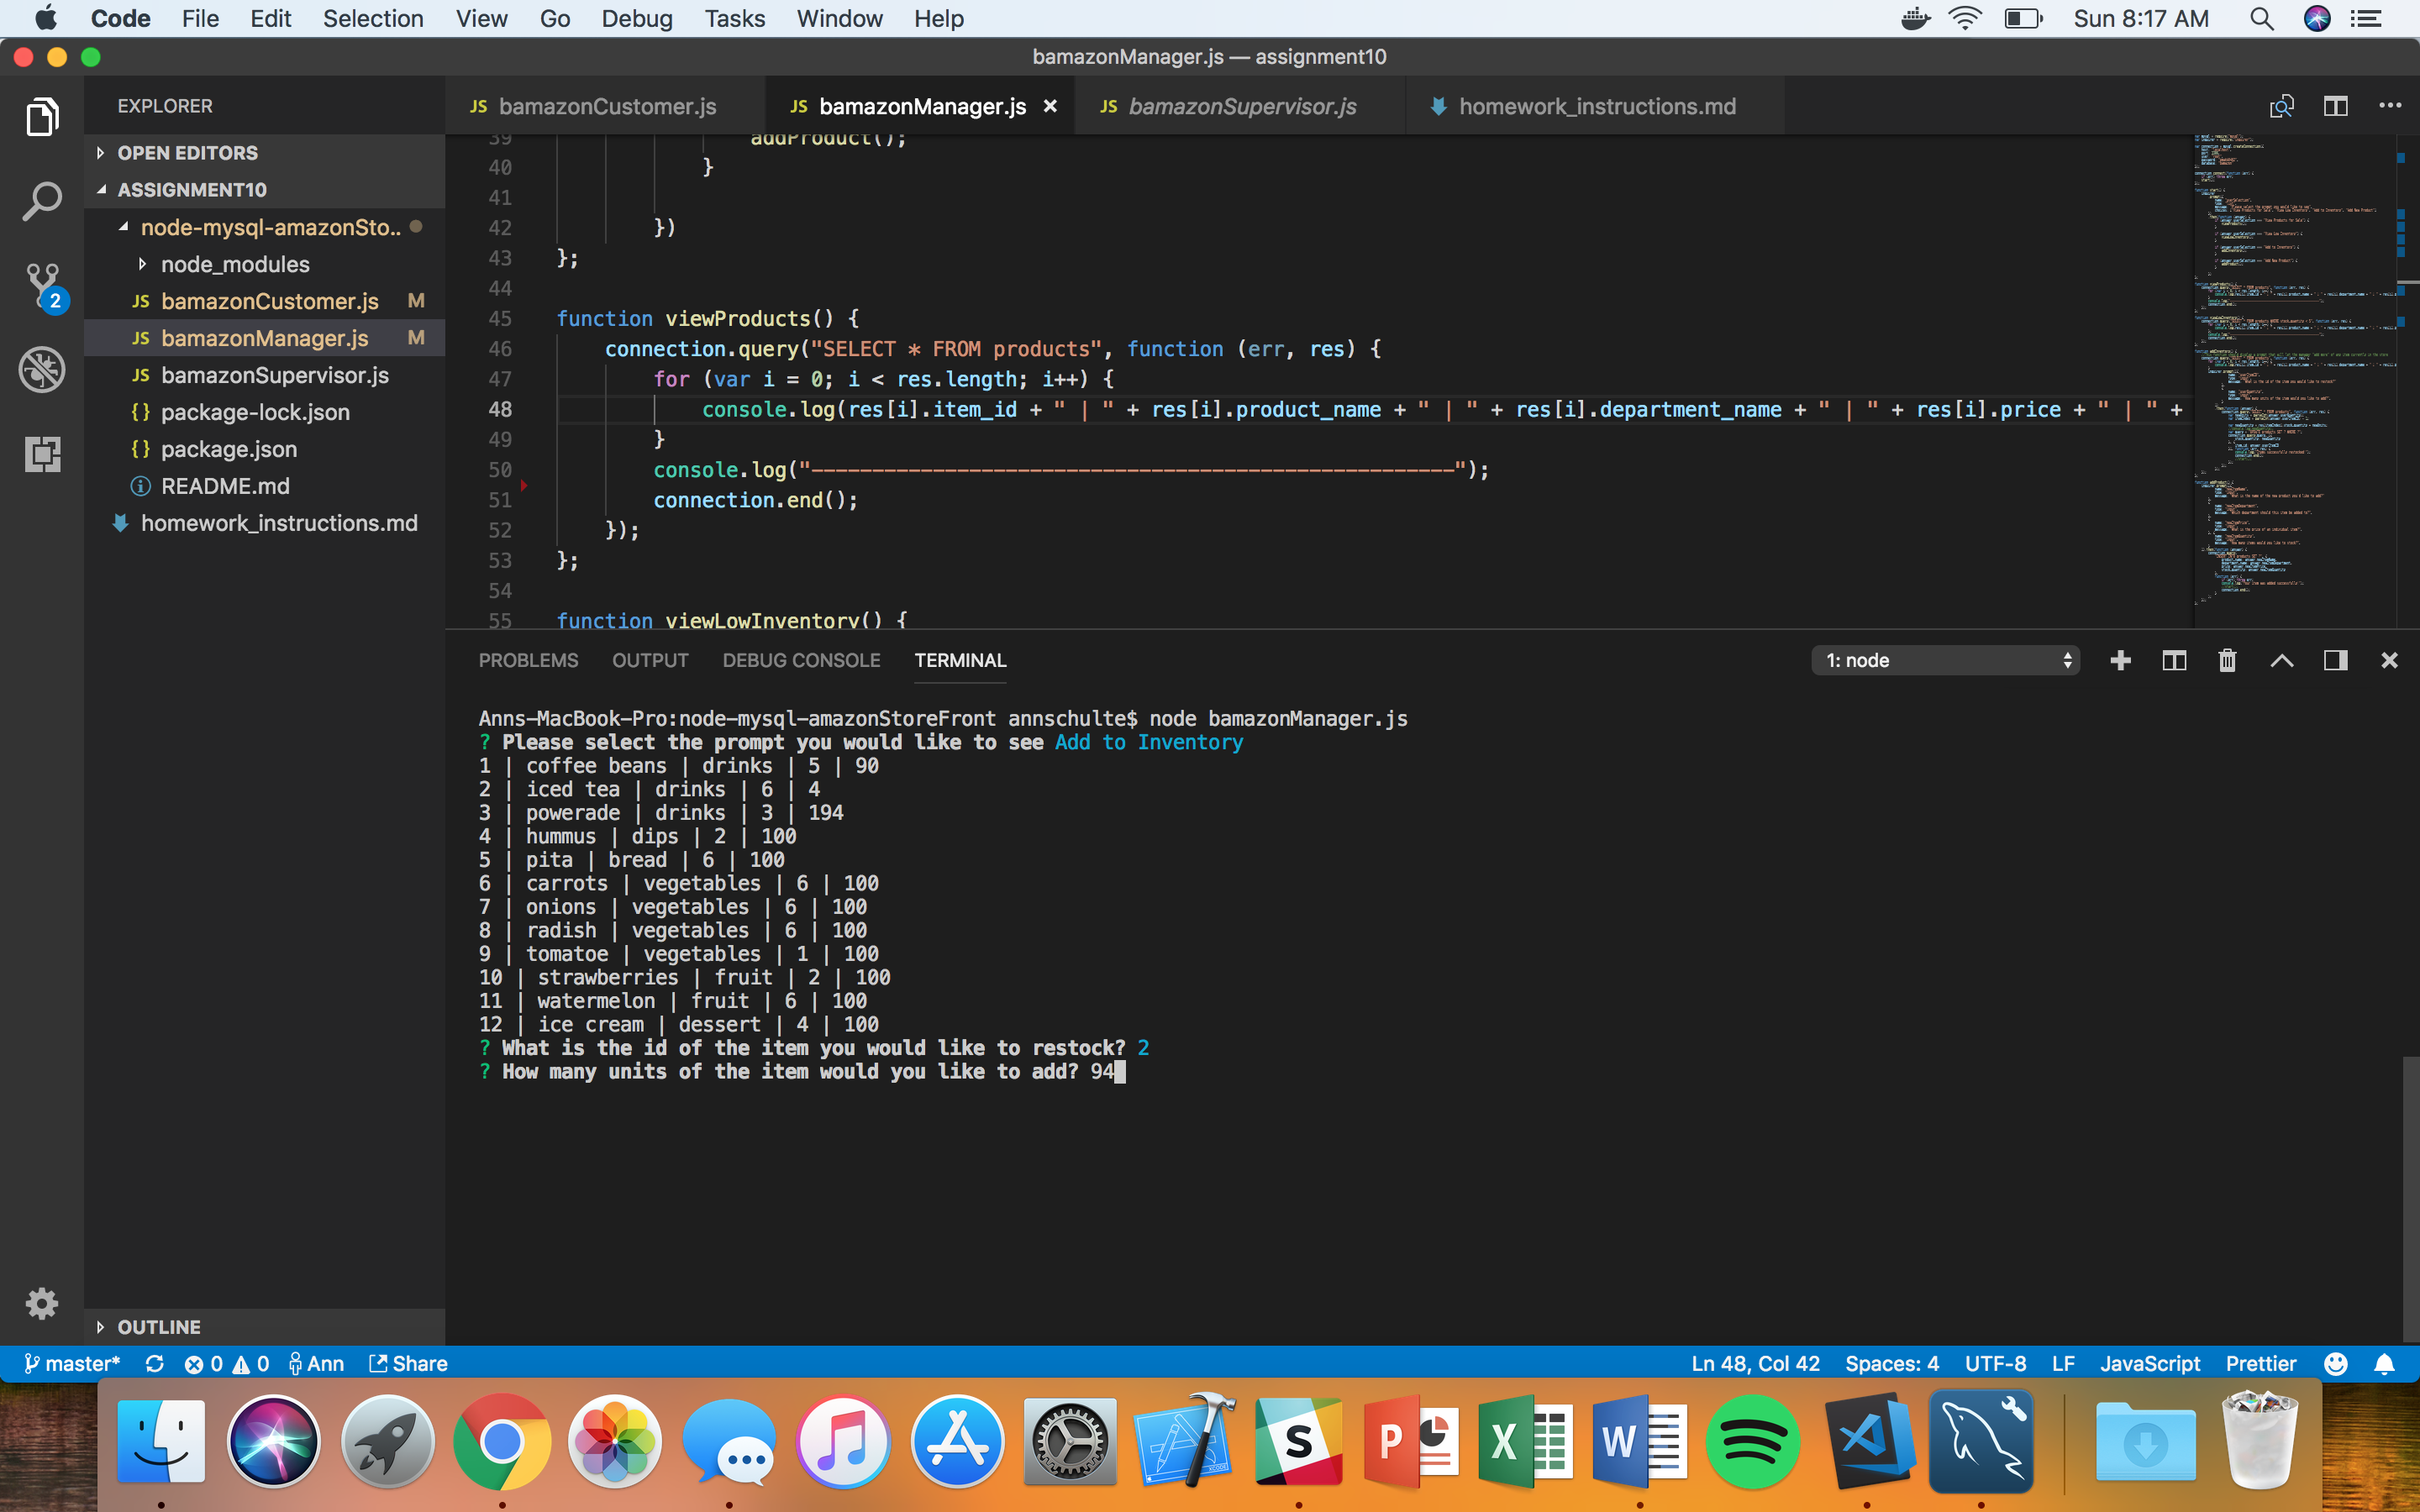 Code File Edit Selection View Go Debug Tasks Window Help Sun 8:17 AM
bamazonManager.js — assignment10
EXPLORER
JS bamazonCustomer.js JS bamazonManager.js JS bamazonSupervisor.js homework_instructions.md
OPEN EDITORS
ASSIGNMENT10
node-mysql-amazonSto..
node_modules
JS bamazonCustomer.js M
JS bamazonManager.js M
JS bamazonSupervisor.js
{} package-lock.json
{} package.json
README.md
homework_instructions.md
OUTLINE
2
39 addProduct();
40 }
41
42 })
43 };
44
45 function viewProducts() {
46 connection.query("SELECT * FROM products", function (err, res) {
47 for (var i = 0; i < res.length; i++) {
48 console.log(res[i].item_id + " | " + res[i].product_name + " | " + res[i].department_name + " | " + res[i].price + " | " +
49 }
50 console.log("-----------------------------------------------------");
51 connection.end();
52 });
53 };
54
55 function viewLowInventory() {
PROBLEMS OUTPUT DEBUG CONSOLE TERMINAL 1: node
Anns-MacBook-Pro:node-mysql-amazonStoreFront annschulte$ node bamazonManager.js
? Please select the prompt you would like to see Add to Inventory
1 | coffee beans | drinks | 5 | 90
2 | iced tea | drinks | 6 | 4
3 | powerade | drinks | 3 | 194
4 | hummus | dips | 2 | 100
5 | pita | bread | 6 | 100
6 | carrots | vegetables | 6 | 100
7 | onions | vegetables | 6 | 100
8 | radish | vegetables | 6 | 100
9 | tomatoe | vegetables | 1 | 100
10 | strawberries | fruit | 2 | 100
11 | watermelon | fruit | 6 | 100
12 | ice cream | dessert | 4 | 100
? What is the id of the item you would like to restock? 2
? How many units of the item would you like to add? 94
master* 0 0 Ann Share Ln 48, Col 42 Spaces: 4 UTF-8 LF JavaScript Prettier
S P X W